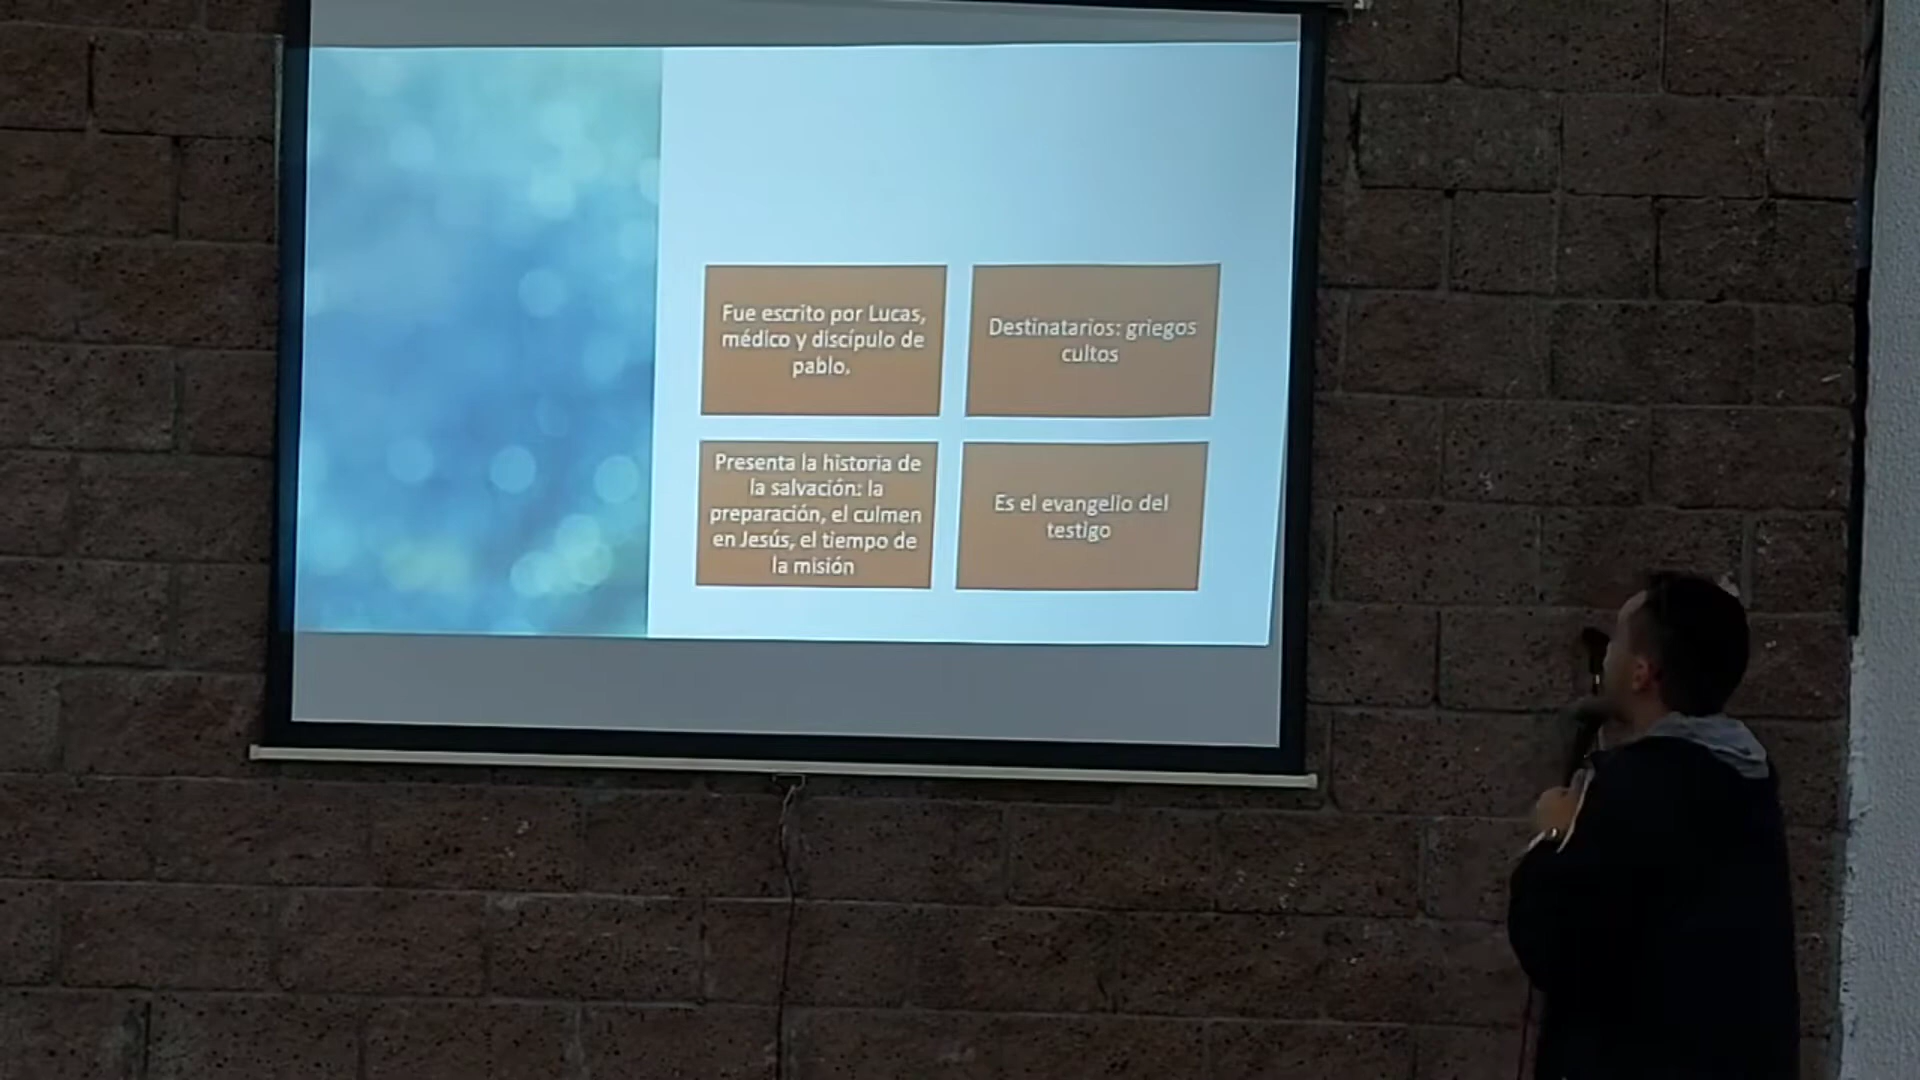 Fue escrito por Lucas,
médico y discípulo de
pablo.
Destinatarios: griegos
cultos
Presenta la historia de
la salvación: la
preparación, el culmen
en Jesús, el tiempo de
la misión
Es el evangelio del
testigo